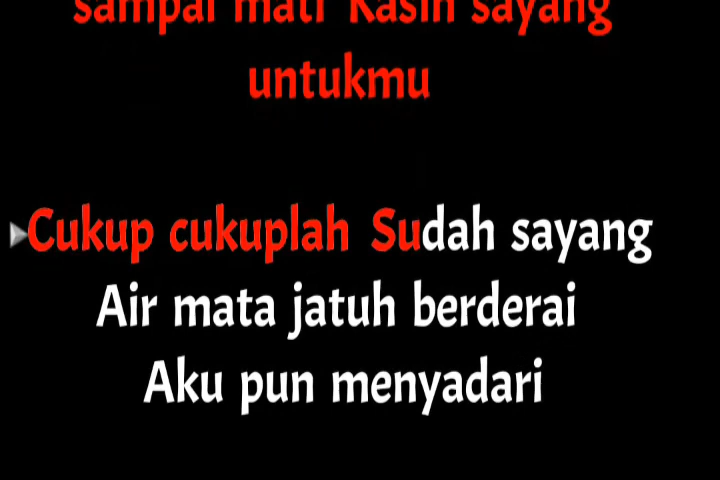 sampai mati Kasih sayang
untukmu
Cukup cukuplah Sudah sayang
Air mata jatuh berderai
Aku pun menyadari